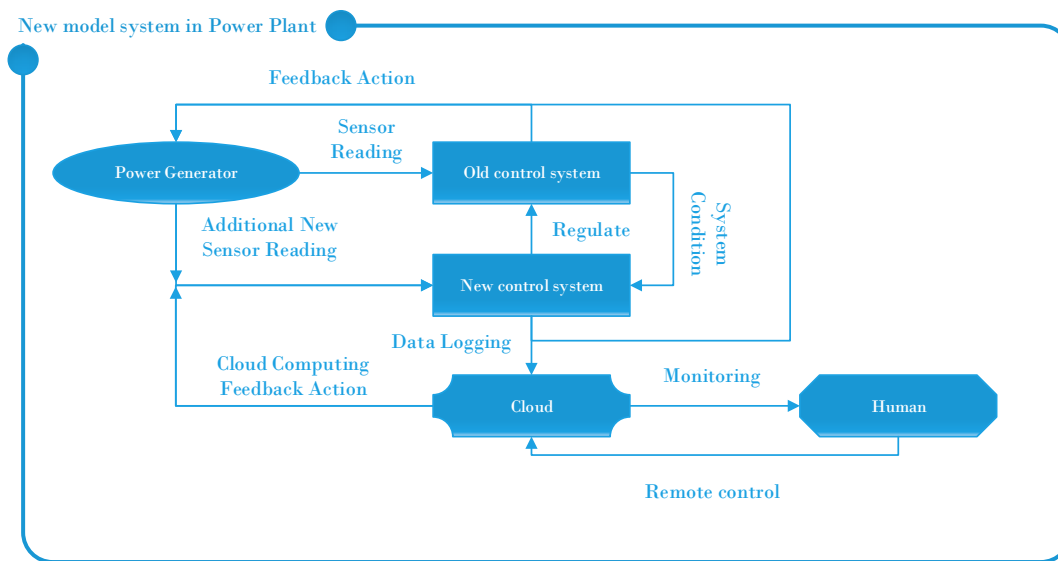 New model system in Power Plant
Feedback Action
Sensor
Reading
Power Generator
Old control system
System
Condition
Additional New
Sensor Reading
Regulate
New control system
Data Logging
Cloud Computing
Feedback Action
Monitoring
Cloud
Human
Remote control